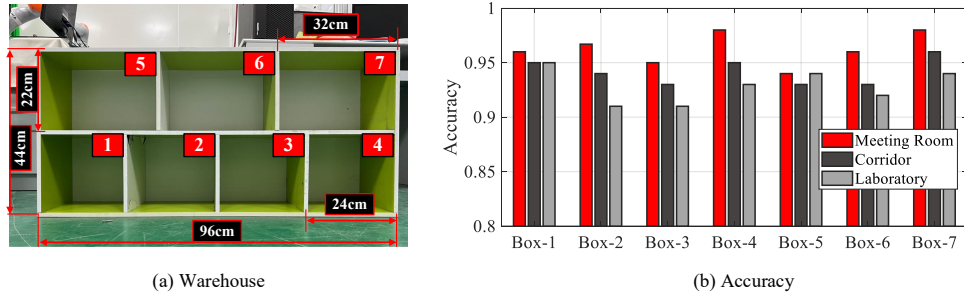 32cm
5 6 7
22cm
44cm
1 2 3 4
24cm
96cm
(a) Warehouse
1
0.95
0.9
0.85
0.8
Accuracy
Meeting Room
Corridor
Laboratory
Box-1 Box-2 Box-3 Box-4 Box-5 Box-6 Box-7
(b) Accuracy